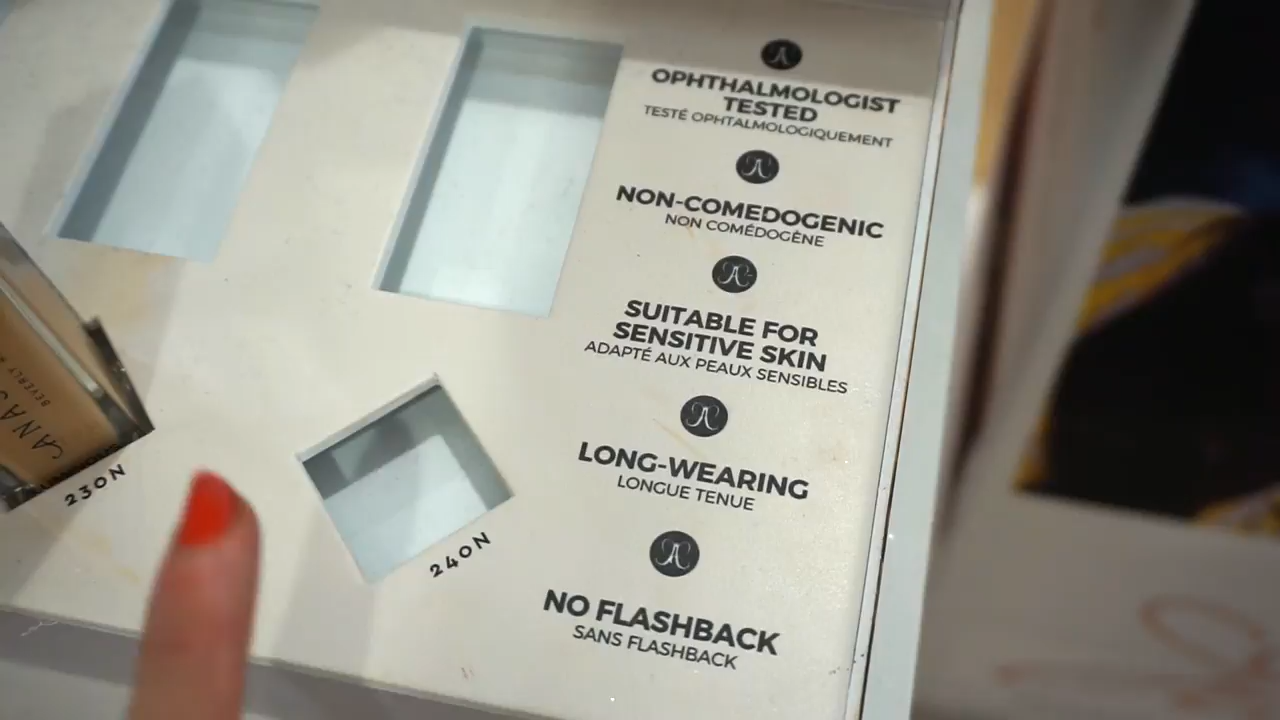 OPHTHALMOLOGIST
TESTED
TESTÉ OPHTALMOLOGIQUEMENT
NON-COMEDOGENIC
NON COMÉDOGÈNE
SUITABLE FOR
SENSITIVE SKIN
ADAPTÉ AUX PEAUX SENSIBLES
LONG-WEARING
LONGUE TENUE
NO FLASHBACK
SANS FLASHBACK
BEVERLY
230N
240N